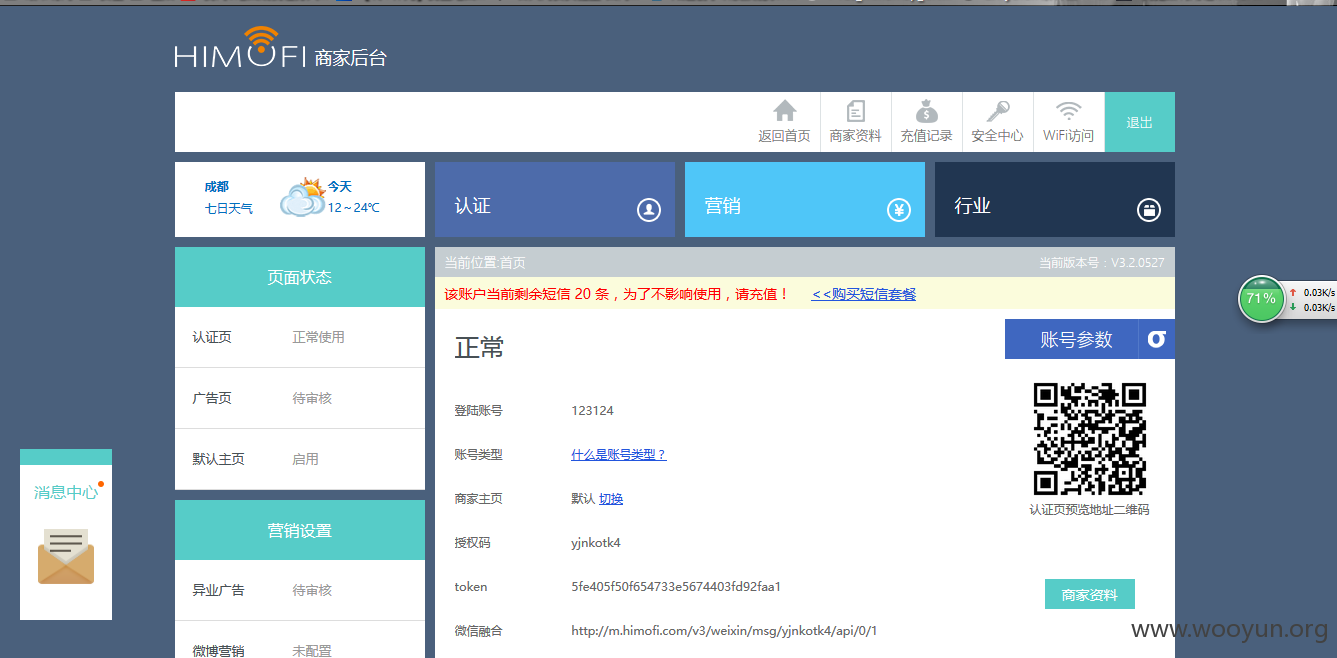 HIMOFI 商家后台
返回首页 商家资料 充值记录 安全中心 WiFi访问 退出
成都 今天
七日天气 12～24℃
认证 营销 行业
页面状态
认证页 正常使用
广告页 待审核
默认主页 启用
营销设置
异业广告 待审核
微博营销 未配置
消息中心
当前位置:首页 当前版本号：V3.2.0527
该账户当前剩余短信 20 条，为了不影响使用，请充值！ <<购买短信套餐
正常 账号参数
登陆账号 123124
账号类型 什么是账号类型？
商家主页 默认 切换
授权码 yjnkotk4
token 5fe405f50f654733e5674403fd92faa1
微信融合 http://m.himofi.com/v3/weixin/msg/yjnkotk4/api/0/1
认证页预览地址二维码
商家资料
71% 0.03K/s
0.03K/s
www.wooyun.org